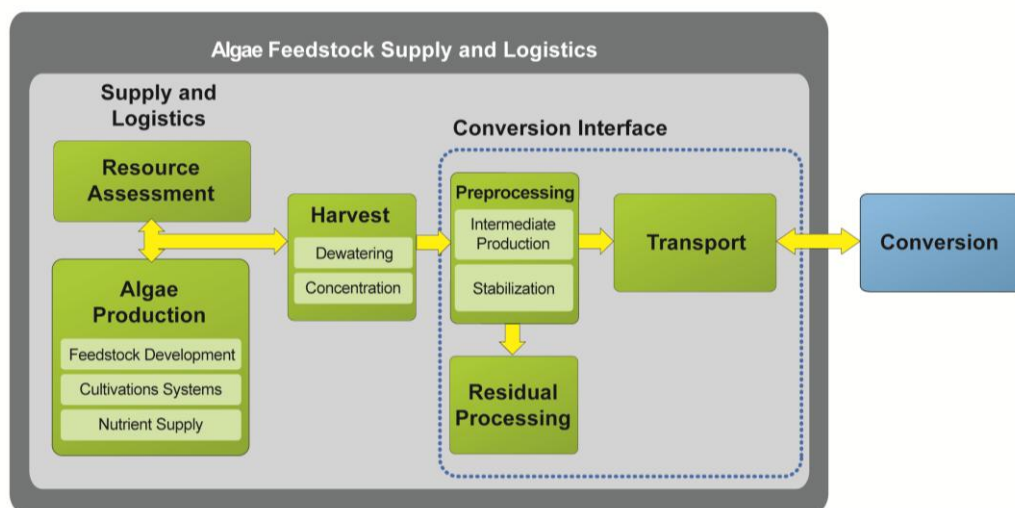 Algae Feedstock Supply and Logistics
Supply and
Logistics
Resource
Assessment
Algae
Production
Feedstock Development
Cultivations Systems
Nutrient Supply
Harvest
Dewatering
Concentration
Conversion Interface
Preprocessing
Intermediate
Production
Stabilization
Residual
Processing
Transport
Conversion